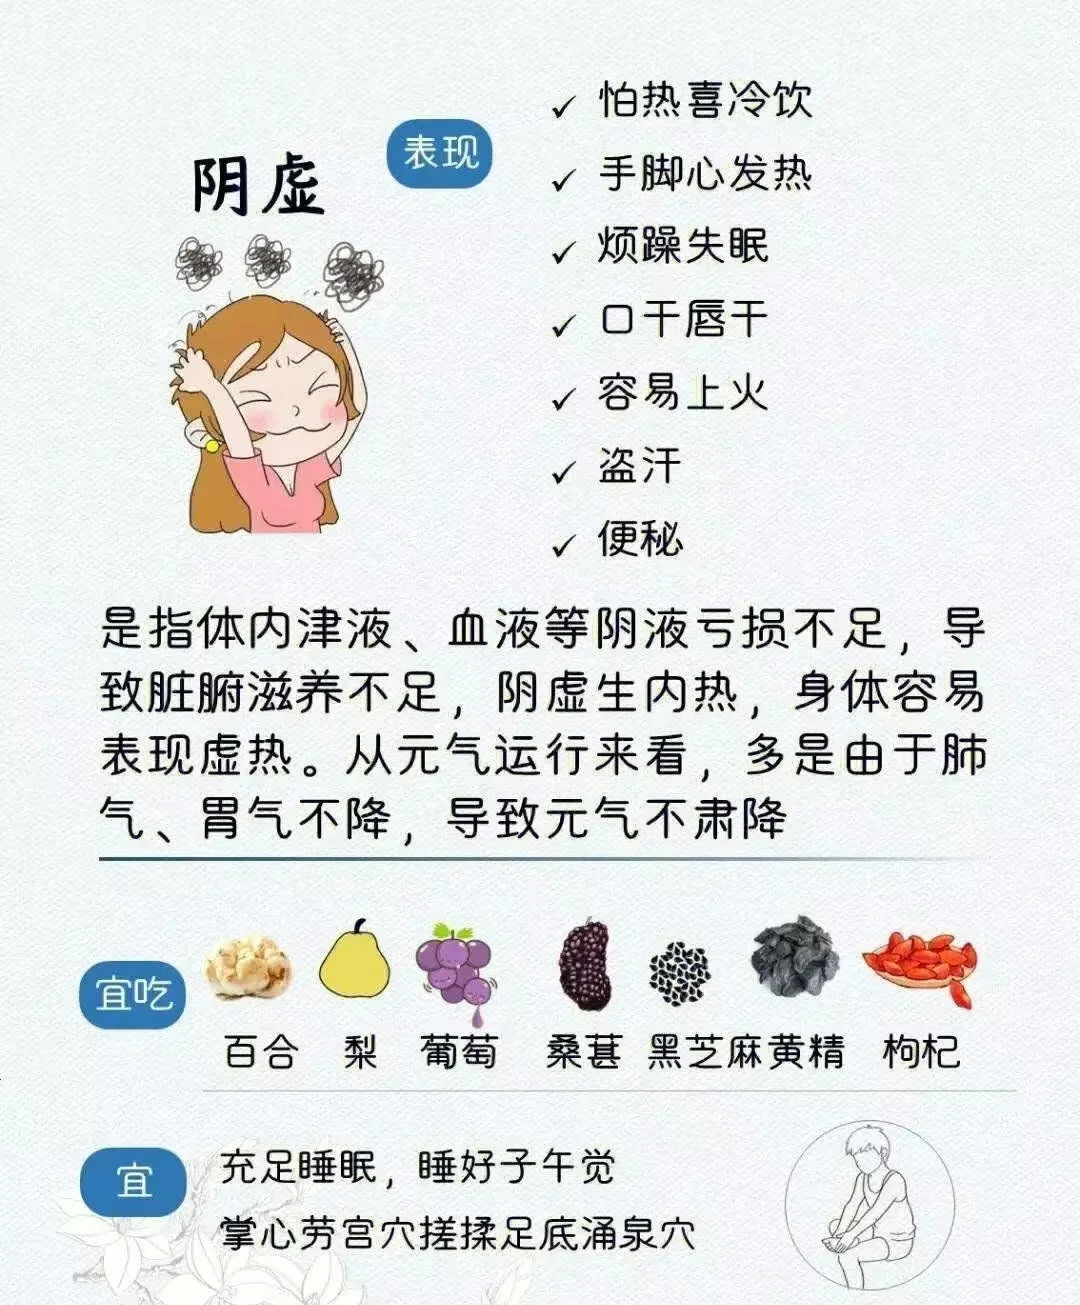 阴虚
表现
怕热喜冷饮
手脚心发热
烦躁失眠
口干唇干
容易上火
盗汗
便秘
是指体内津液、血液等阴液亏损不足，导
致脏腑滋养不足，阴虚生内热，身体容易
表现虚热。从元气运行来看，多是由于肺
气、胃气不降，导致元气不肃降
宜吃
百合 梨 葡萄 桑葚 黑芝麻 黄精 枸杞
宜
充足睡眠，睡好子午觉
掌心劳宫穴搓揉足底涌泉穴